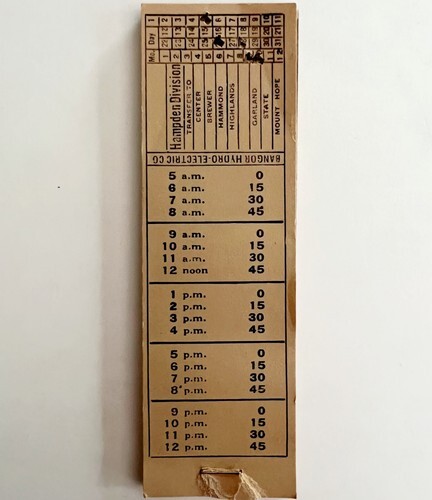 Hampden Division
TRANSFER TO
CENTER
BREWER
HAMMOND
HIGHLANDS
GARLAND
STATE
MOUNT HOPE
BANGOR HYDRO-ELECTRIC CO
5 a.m. 0
6 a.m. 15
7 a.m. 30
8 a.m. 45
9 a.m. 0
10 a.m. 15
11 a.m. 30
12 noon 45
1 p.m. 0
2 p.m. 15
3 p.m. 30
4 p.m. 45
5 p.m. 0
6 p.m. 15
7 p.m. 30
8 p.m. 45
9 p.m. 0
10 p.m. 15
11 p.m. 30
12 p.m. 45